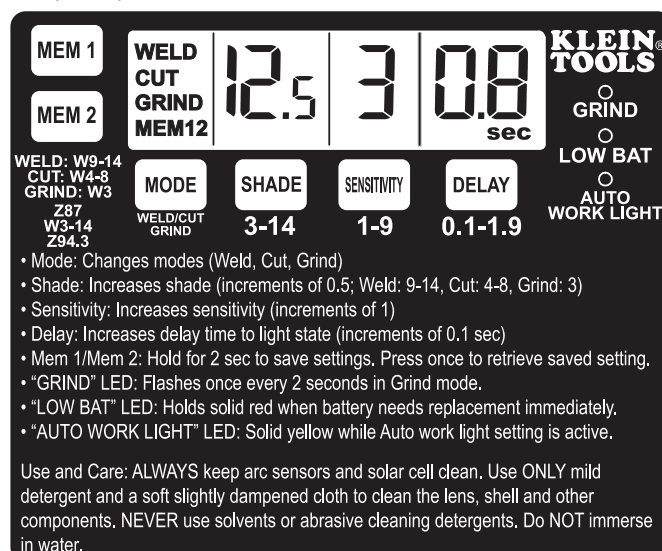 MEM 1
MEM 2
WELD
CUT
GRIND
MEM12
12.5
3
0.8
sec
KLEIN®
TOOLS
GRIND
LOW BAT
AUTO
WORK LIGHT
WELD: W9-14
CUT: W4-8
GRIND: W3
Z87
W3-14
Z94.3
MODE
WELD/CUT
GRIND
SHADE
3-14
SENSITIVITY
1-9
DELAY
0.1-1.9
• Mode: Changes modes (Weld, Cut, Grind)
• Shade: Increases shade (increments of 0.5; Weld: 9-14, Cut: 4-8, Grind: 3)
• Sensitivity: Increases sensitivity (increments of 1)
• Delay: Increases delay time to light state (increments of 0.1 sec)
• Mem 1/Mem 2: Hold for 2 sec to save settings. Press once to retrieve saved setting.
• “GRIND” LED: Flashes once every 2 seconds in Grind mode.
• “LOW BAT” LED: Holds solid red when battery needs replacement immediately.
• “AUTO WORK LIGHT” LED: Solid yellow while Auto work light setting is active.
Use and Care: ALWAYS keep arc sensors and solar cell clean. Use ONLY mild
detergent and a soft slightly dampened cloth to clean the lens, shell and other
components. NEVER use solvents or abrasive cleaning detergents. Do NOT immerse
in water.